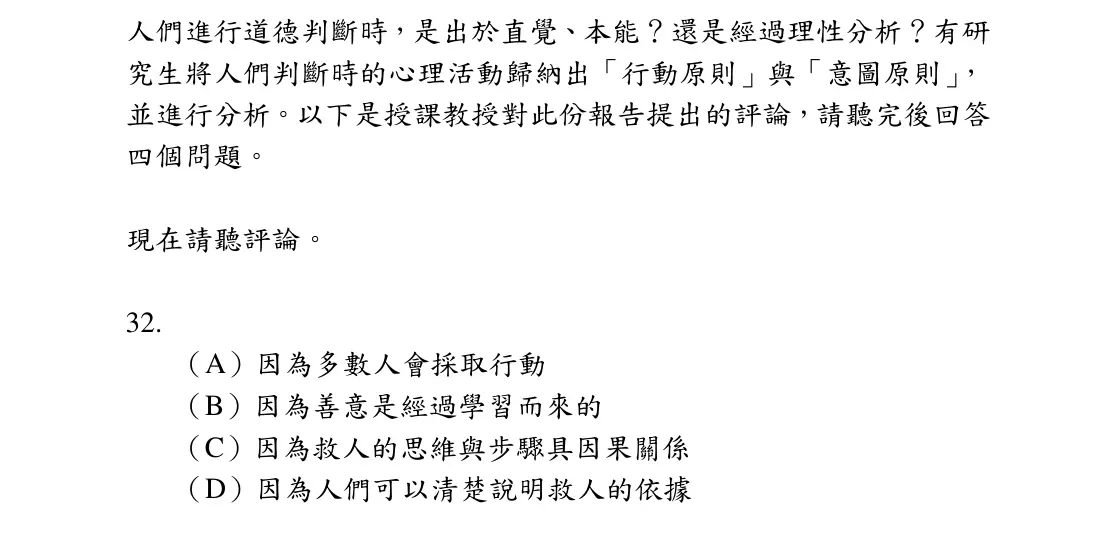 人們進行道德判斷時，是出於直覺、本能？還是經過理性分析？有研
究生將人們判斷時的心理活動歸納出「行動原則」與「意圖原則」，
並進行分析。以下是授課教授對此份報告提出的評論，請聽完後回答
四個問題。
現在請聽評論。
32.
（A）因為多數人會採取行動
（B）因為善意是經過學習而來的
（C）因為救人的思維與步驟具因果關係
（D）因為人們可以清楚說明救人的依據